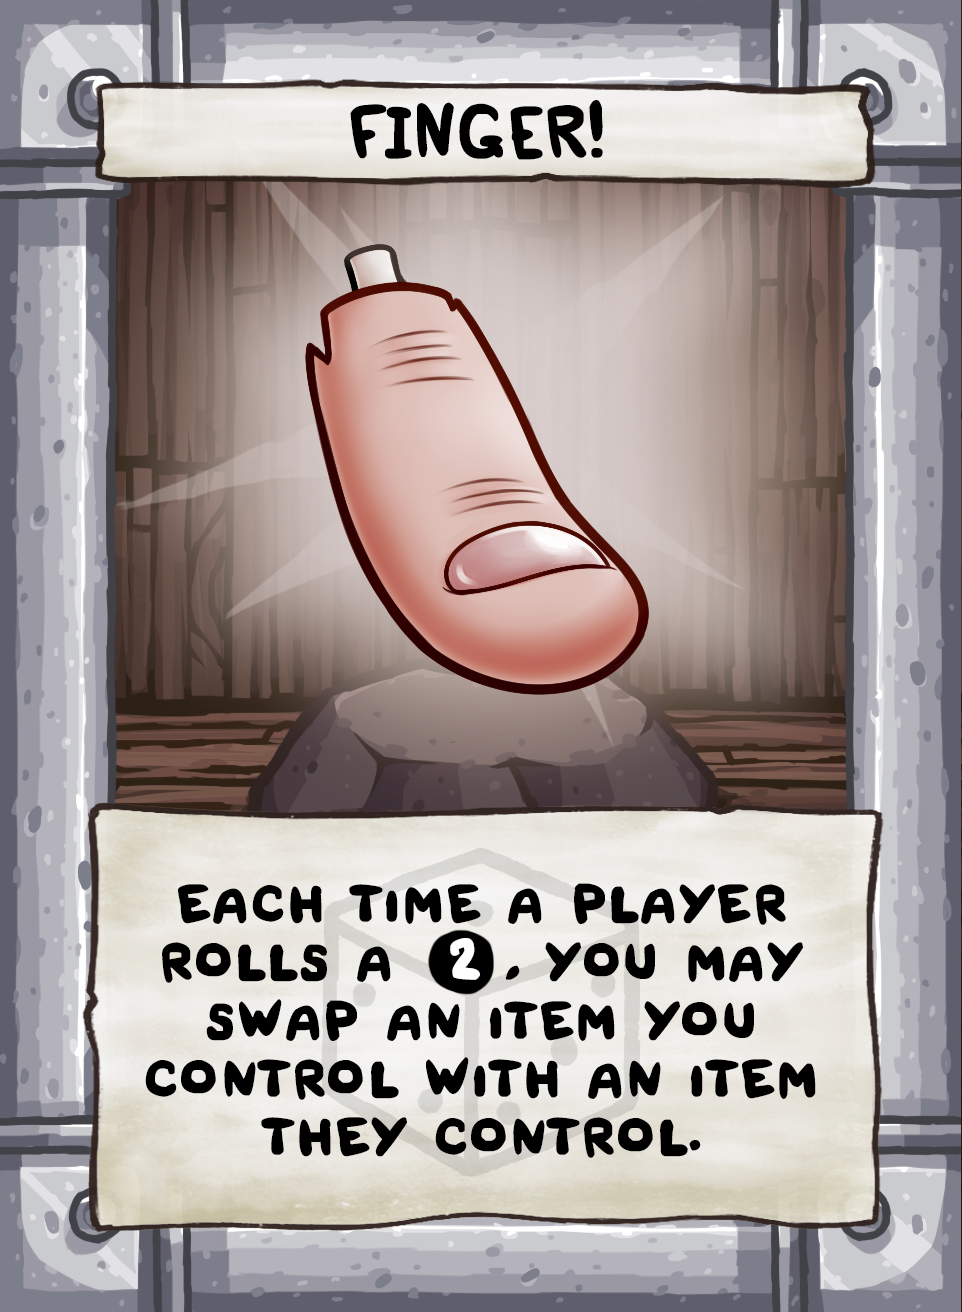 FINGER!
EACH TIME A PLAYER
ROLLS A 2, YOU MAY
SWAP AN ITEM YOU
CONTROL WITH AN ITEM
THEY CONTROL.